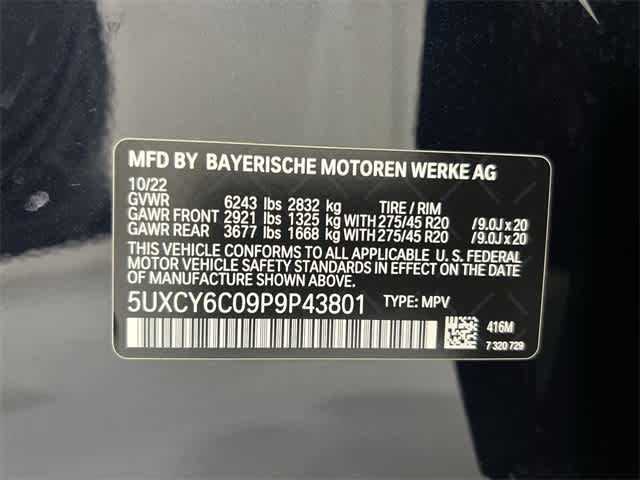 MFD BY BAYERISCHE MOTOREN WERKE AG
10/22
GVWR 6243 lbs 2832 kg TIRE / RIM
GAWR FRONT 2921 lbs 1325 kg WITH 275/45 R20 /9.0J x 20
GAWR REAR 3677 lbs 1668 kg WITH 275/45 R20 /9.0J x 20
THIS VEHICLE CONFORMS TO ALL APPLICABLE U. S. FEDERAL
MOTOR VEHICLE SAFETY STANDARDS IN EFFECT ON THE DATE
OF MANUFACTURE SHOWN ABOVE.
5UXCY6C09P9P43801 TYPE: MPV
416M
7 320 729